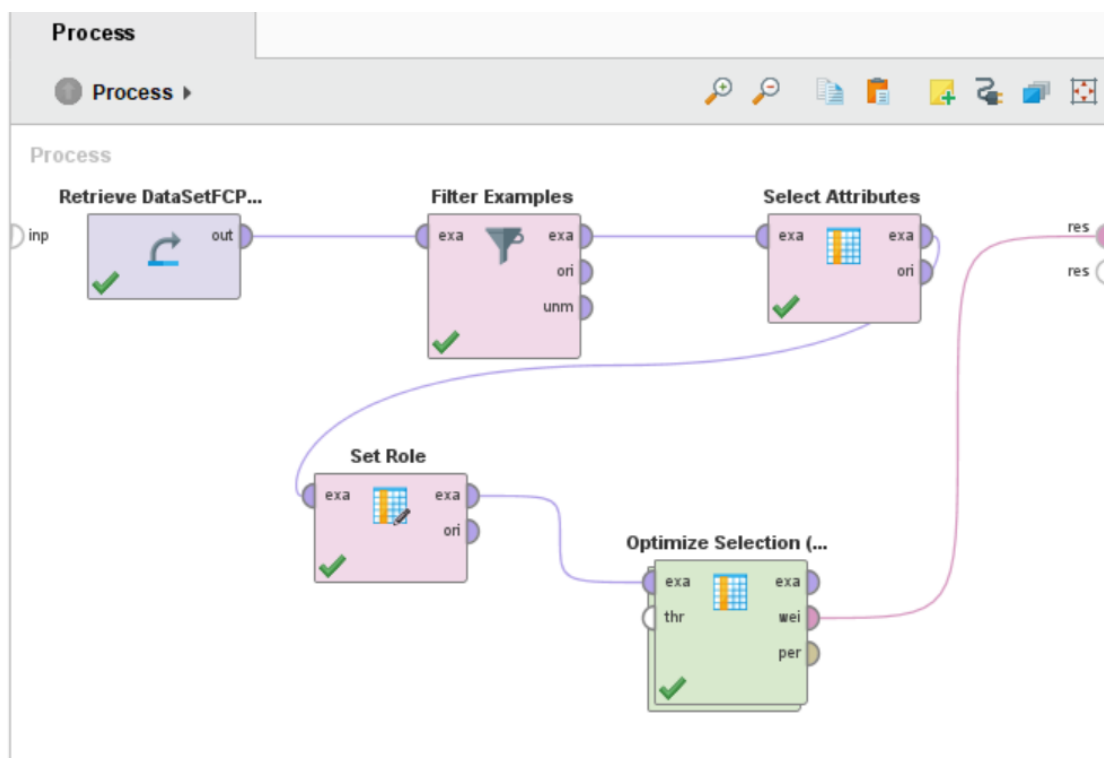 Process
Process
Process
Retrieve DataSetFCP... Filter Examples Select Attributes
inp out exa exa exa exa res
ori ori res
unm
Set Role
exa exa
ori
Optimize Selection (...
exa exa
thr wei
per